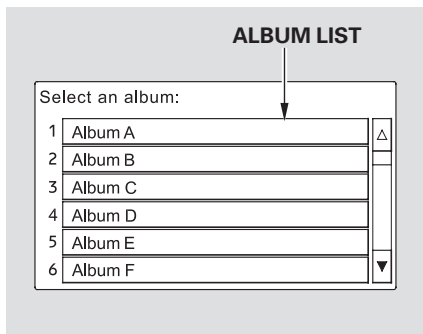 ALBUM LIST
Select an album:
1 Album A
2 Album B
3 Album C
4 Album D
5 Album E
6 Album F